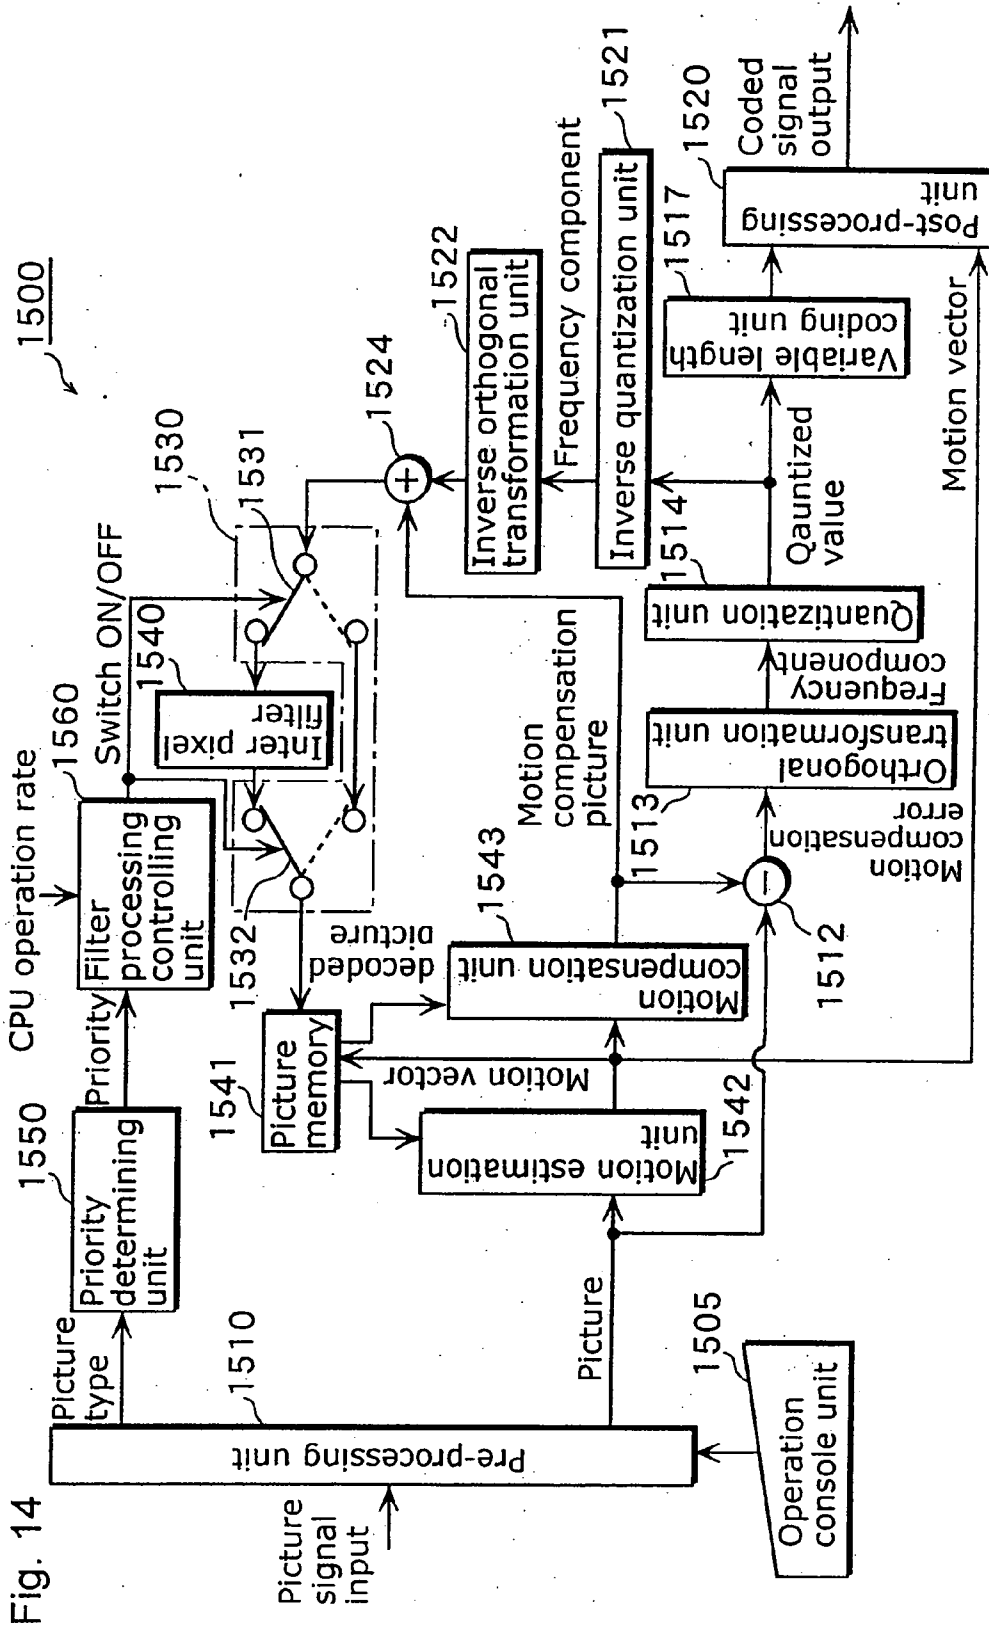 Fig. 14
1500
Picture
signal
input
Pre-processing unit
1510
Operation
console unit
1505
Picture
type
Picture
Priority
determining
unit
1550
Priority
CPU operation rate
Filter
processing
controlling
unit
1560
Switch ON/OFF
1530
1531
1532
Inter pixel
filter
1540
Picture
memory
1541
decoded
picture
Motion vector
Motion estimation
unit
1542
Motion
compensation unit
1543
Motion
compensation
picture
1524
Inverse orthogonal
transformation unit
1522
Frequency component
Inverse quantization unit
1521
1512
Motion
compensation
error
Orthogonal
transformation unit
1513
Frequency
component
Quantization unit
1514
Qauntized
value
Variable length
coding unit
1517
Post-processing
unit
1520
Coded
signal
output
Motion vector